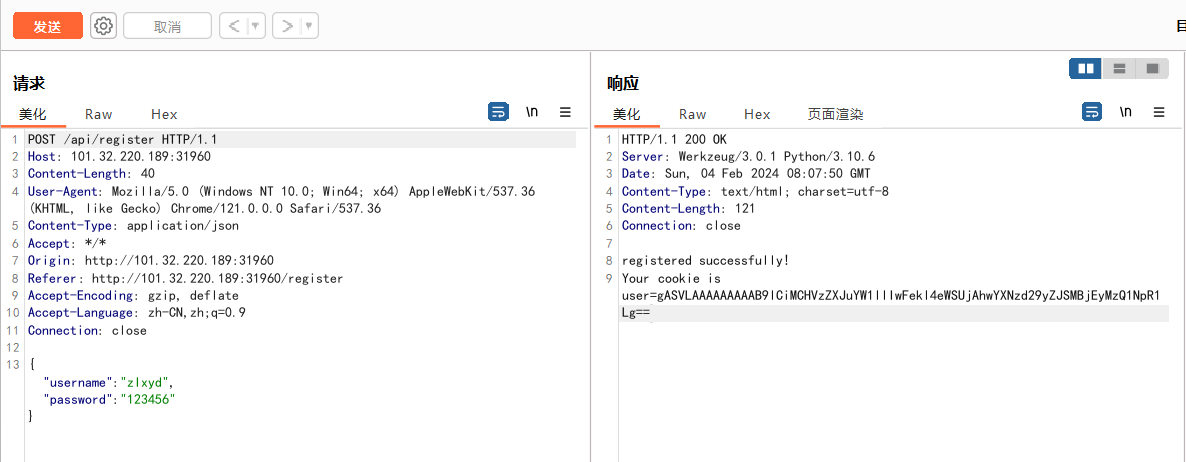 发送
取消
<
>
目
请求
响应
美化
Raw
Hex
\n
美化
Raw
Hex
页面渲染
\n
1 POST /api/register HTTP/1.1
2 Host: 101.32.220.189:31960
3 Content-Length: 40
4 User-Agent: Mozilla/5.0 (Windows NT 10.0; Win64; x64) AppleWebKit/537.36
(KHTML, like Gecko) Chrome/121.0.0.0 Safari/537.36
5 Content-Type: application/json
6 Accept: */*
7 Origin: http://101.32.220.189:31960
8 Referer: http://101.32.220.189:31960/register
9 Accept-Encoding: gzip, deflate
10 Accept-Language: zh-CN,zh;q=0.9
11 Connection: close
12
13 {
"username":"zIxyd",
"password":"123456"
}
1 HTTP/1.1 200 OK
2 Server: Werkzeug/3.0.1 Python/3.10.6
3 Date: Sun, 04 Feb 2024 08:07:50 GMT
4 Content-Type: text/html; charset=utf-8
5 Content-Length: 121
6 Connection: close
7
8 registered successfully!
9 Your cookie is
user=gASVLAAAAAAAAAB9lCiMCHVzZXJuYW1llIwFekl4eWSUjAhwYXNzd29yZJSMBjEyMzQ1NpR1
Lg==